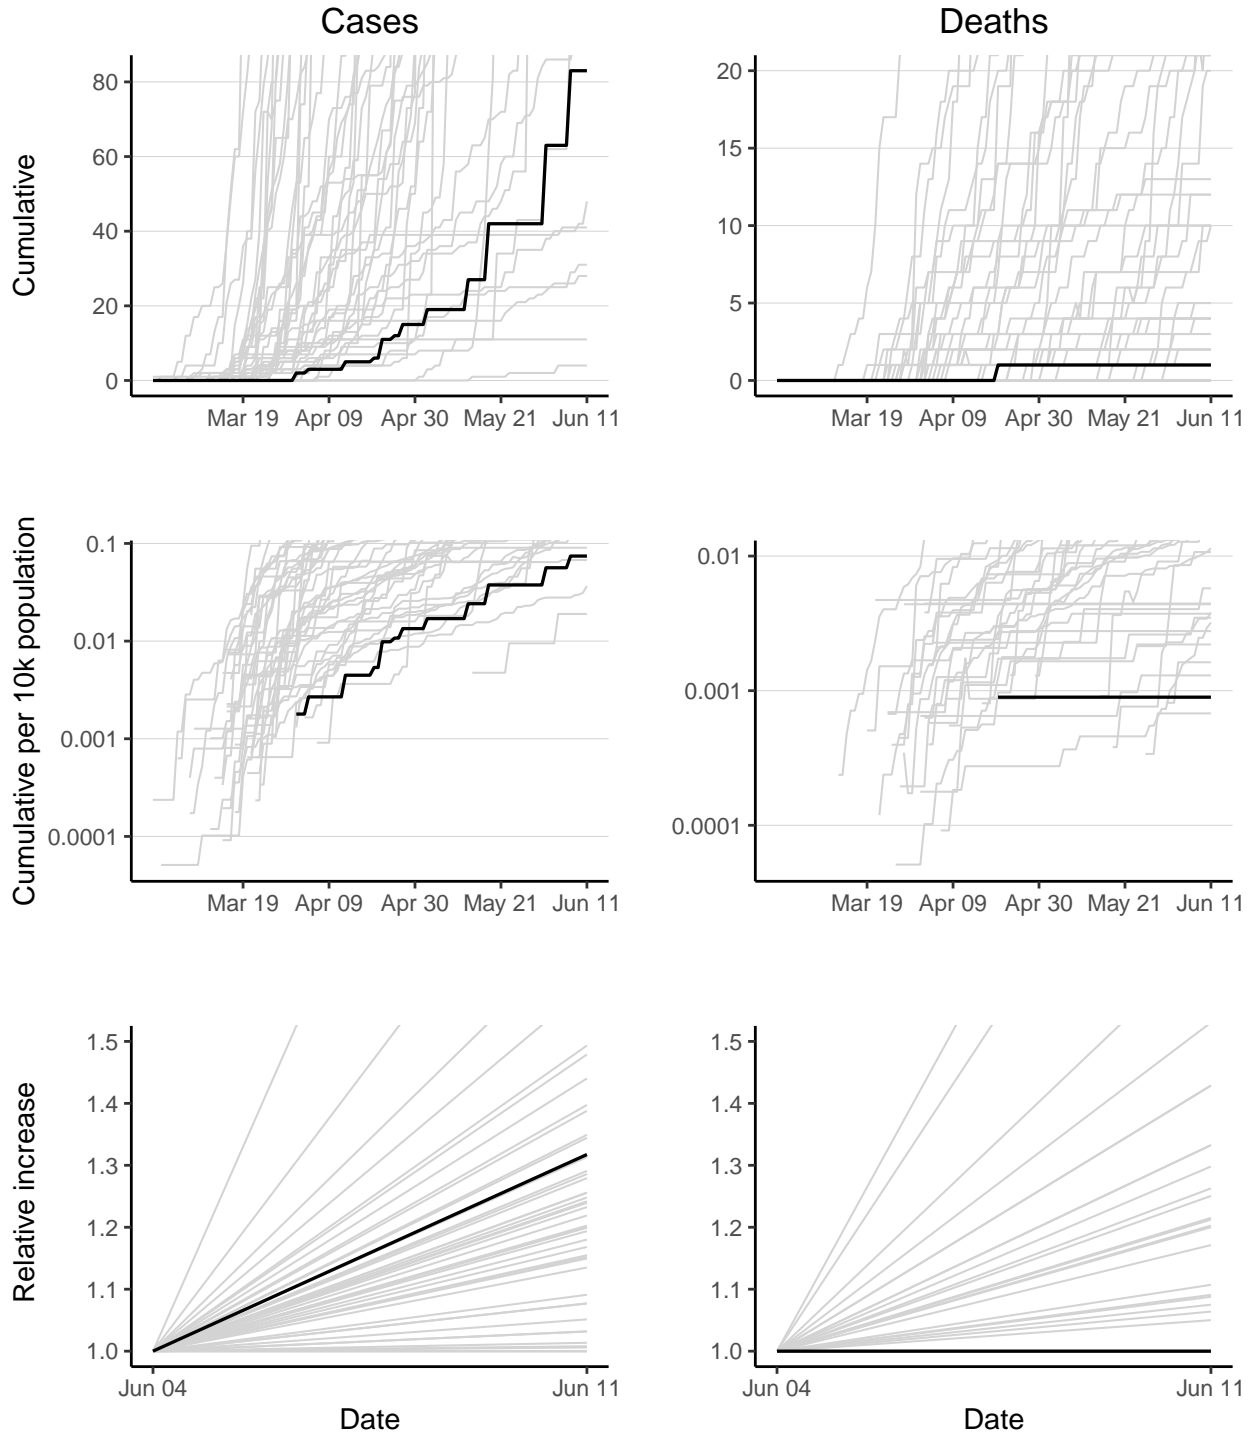 Cases
Deaths
Cumulative
80
60
40
20
0
Mar 19 Apr 09 Apr 30 May 21 Jun 11
20
15
10
5
0
Mar 19 Apr 09 Apr 30 May 21 Jun 11
Cumulative per 10k population
0.1
0.01
0.001
0.0001
Mar 19 Apr 09 Apr 30 May 21 Jun 11
0.01
0.001
0.0001
Mar 19 Apr 09 Apr 30 May 21 Jun 11
Relative increase
1.5
1.4
1.3
1.2
1.1
1.0
Jun 04 Jun 11
Date
1.5
1.4
1.3
1.2
1.1
1.0
Jun 04 Jun 11
Date